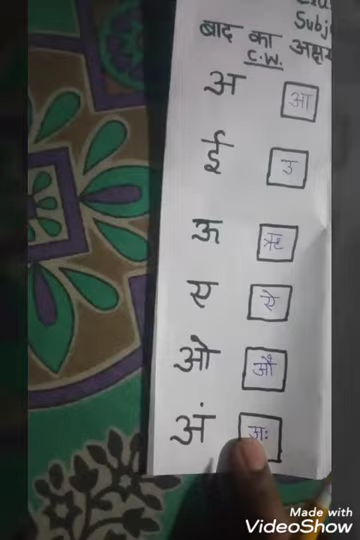 Subj
बाद का अक्षर
C.W.
अ आ
ई उ
ऊ ऋ
ए ऐ
ओ औ
अं अः
Made with
VideoShow